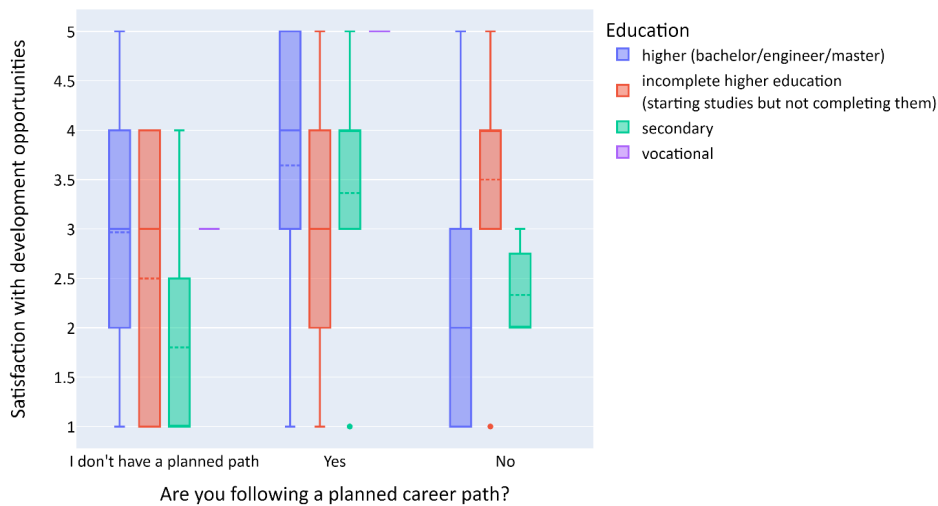 Satisfaction with development opportunities
5
4.5
4
3.5
3
2.5
2
1.5
1
I don't have a planned path
Yes
No
Are you following a planned career path?
Education
higher (bachelor/engineer/master)
incomplete higher education
(starting studies but not completing them)
secondary
vocational